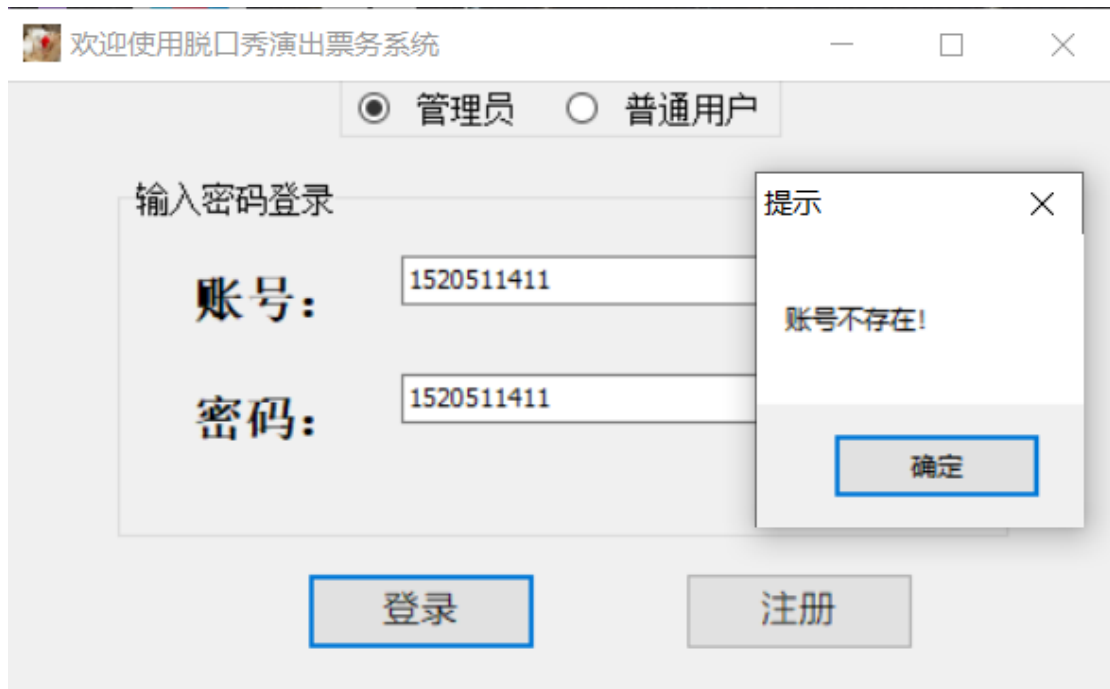 欢迎使用脱口秀演出票务系统
管理员 普通用户
输入密码登录
账号：
1520511411
密码：
1520511411
提示
账号不存在!
确定
登录 注册